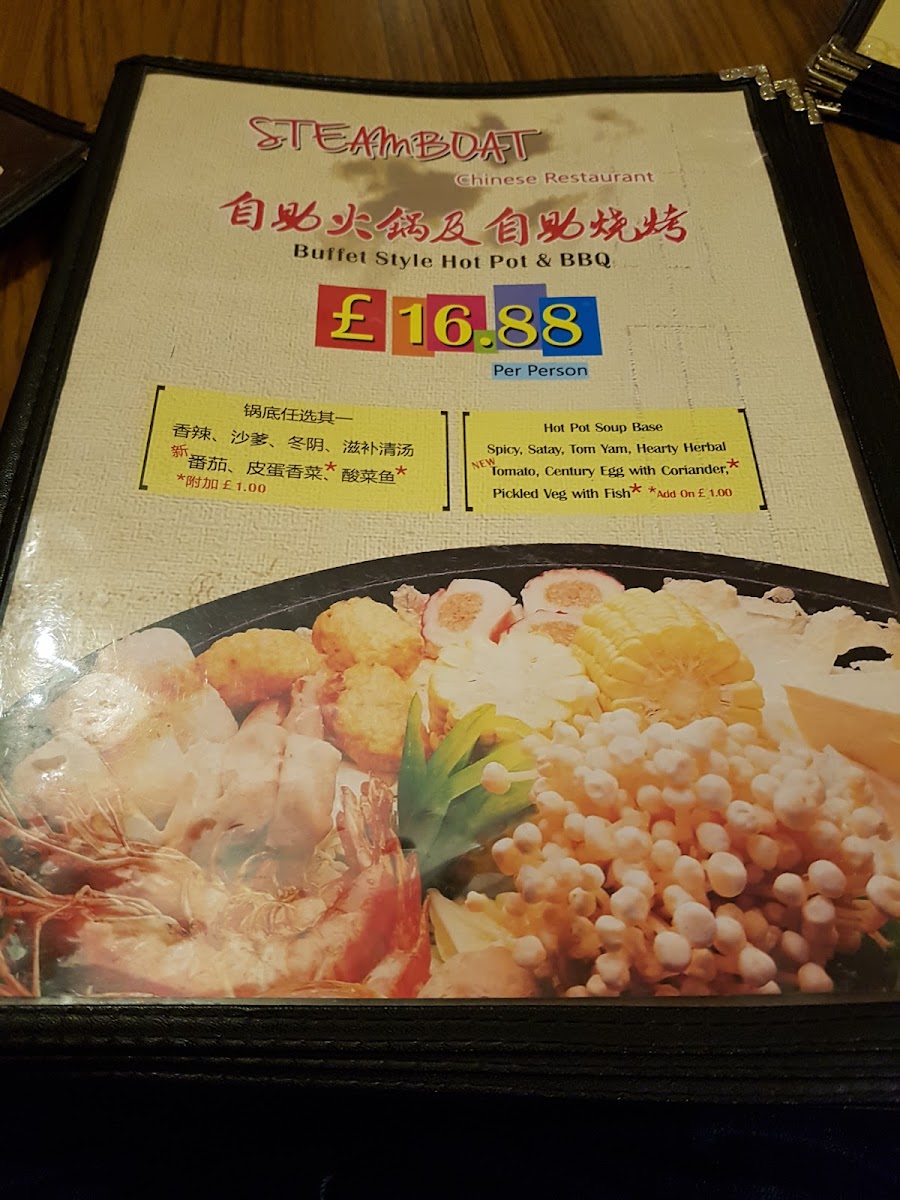 STEAMBOAT
Chinese Restaurant
自助火锅及自助烧烤
Buffet Style Hot Pot & BBQ
£16.88
Per Person
锅底任选其一
香辣、沙爹、冬阴、滋补清汤
新 番茄、皮蛋香菜*、酸菜鱼*
*附加 £1.00
Hot Pot Soup Base
Spicy, Satay, Tom Yam, Hearty Herbal
NEW Tomato, Century Egg with Coriander,*
Pickled Veg with Fish* *Add On £1.00